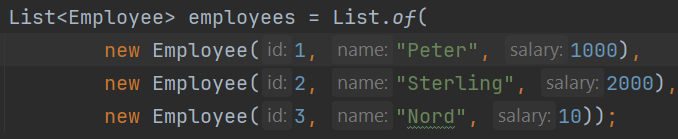 List<Employee> employees = List.of(
new Employee( id: 1, name: "Peter", salary: 1000),
new Employee( id: 2, name: "Sterling", salary: 2000),
new Employee( id: 3, name: "Nord", salary: 10));